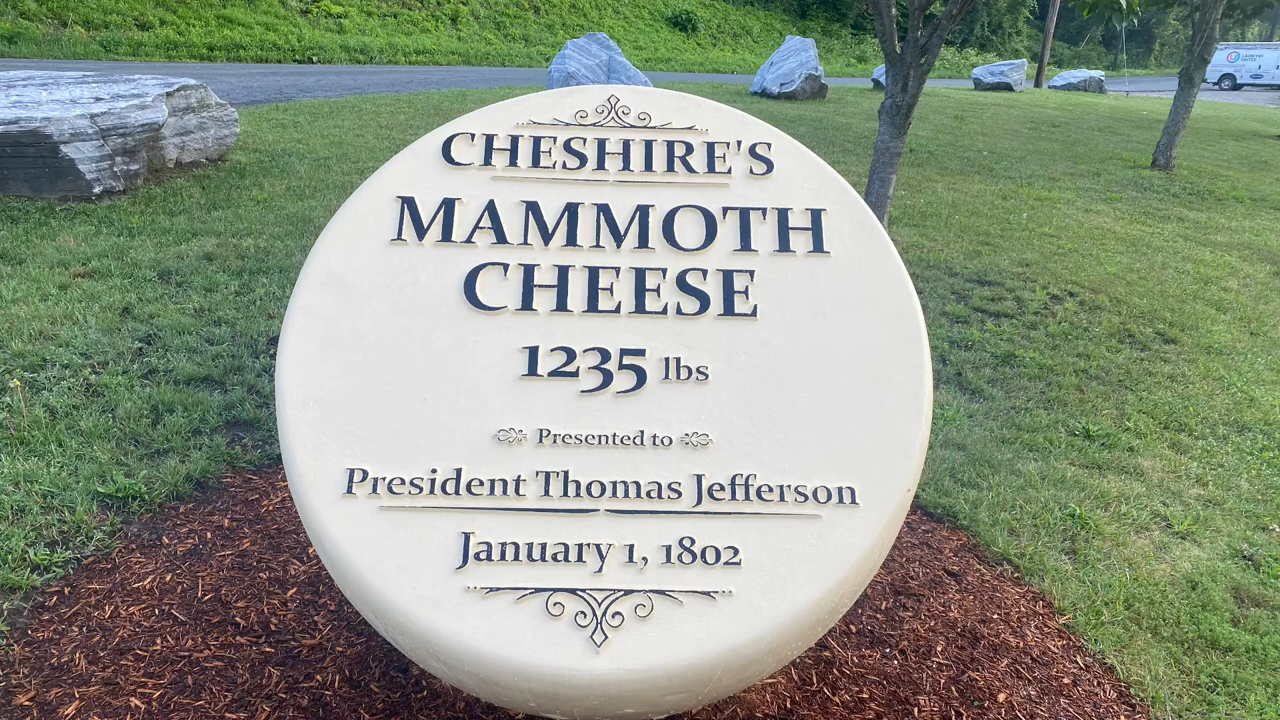 CHESHIRE'S
MAMMOTH
CHEESE
1235 lbs
Presented to
President Thomas Jefferson
January 1, 1802